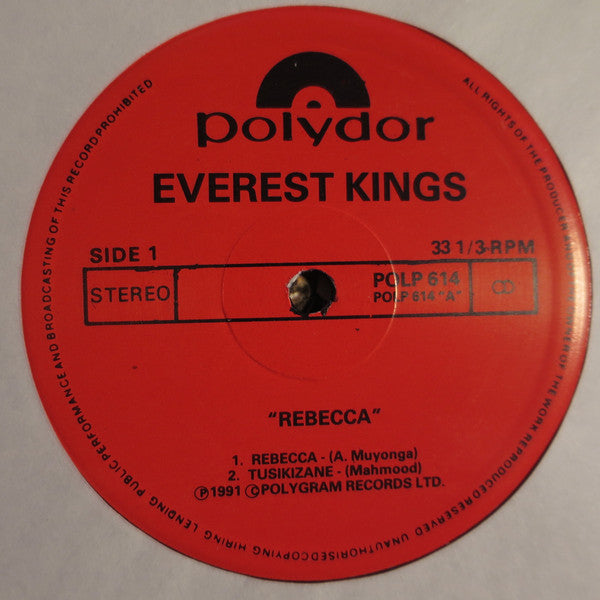 polydor
EVEREST KINGS
SIDE 1
33 1/3-RPM
STEREO
POLP 614
POLP 614 "A"
"REBECCA"
1. REBECCA - (A. Muyonga)
2. TUSIKIZANE - (Mahmood)
Ⓟ1991 ©POLYGRAM RECORDS LTD.
ALL RIGHTS OF THE PRODUCER AND OF THE OWNER OF THE WORK REPRODUCED RESERVED UNAUTHORISED COPYING HIRING LENDING PUBLIC PERFORMANCE AND BROADCASTING OF THIS RECORD PROHIBITED